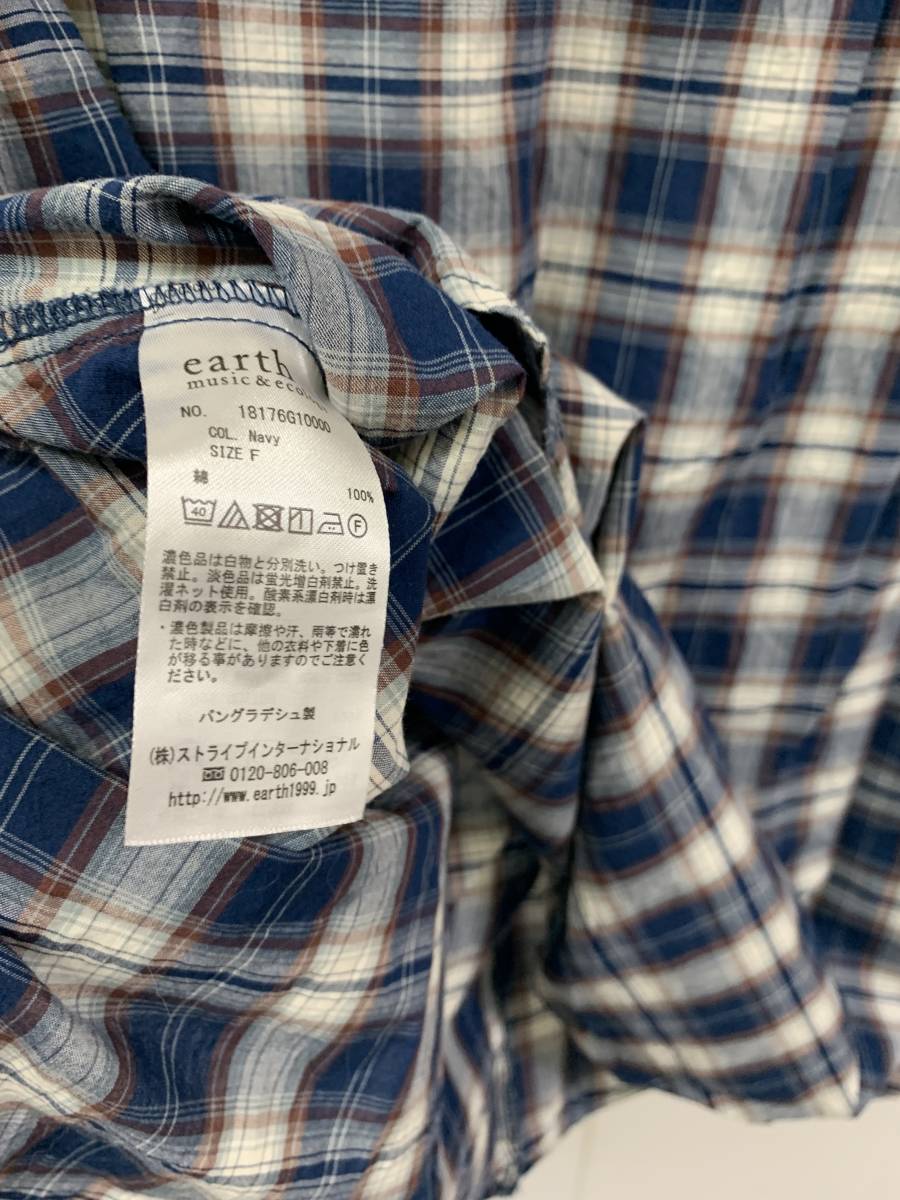 earth
music & eco
NO. 18176G10000
COL. Navy
SIZE F
綿 100%
40 F
濃色品は白物と分別洗い。つけ置き
禁止。淡色品は蛍光増白剤禁止。洗
濯ネット使用。酸素系漂白剤時は漂
白剤の表示を確認。
・濃色製品は摩擦や汗、雨等で濡れ
た時などに、他の衣料や下着に色
が移る事がありますのでご注意く
ださい。
バングラデシュ製
(株)ストライプインターナショナル
0120-806-008
http://www.earth1999.jp